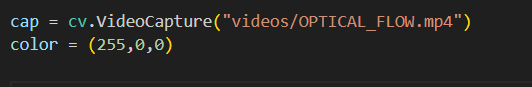 cap = cv.VideoCapture("videos/OPTICAL_FLOW.mp4")
color = (255,0,0)